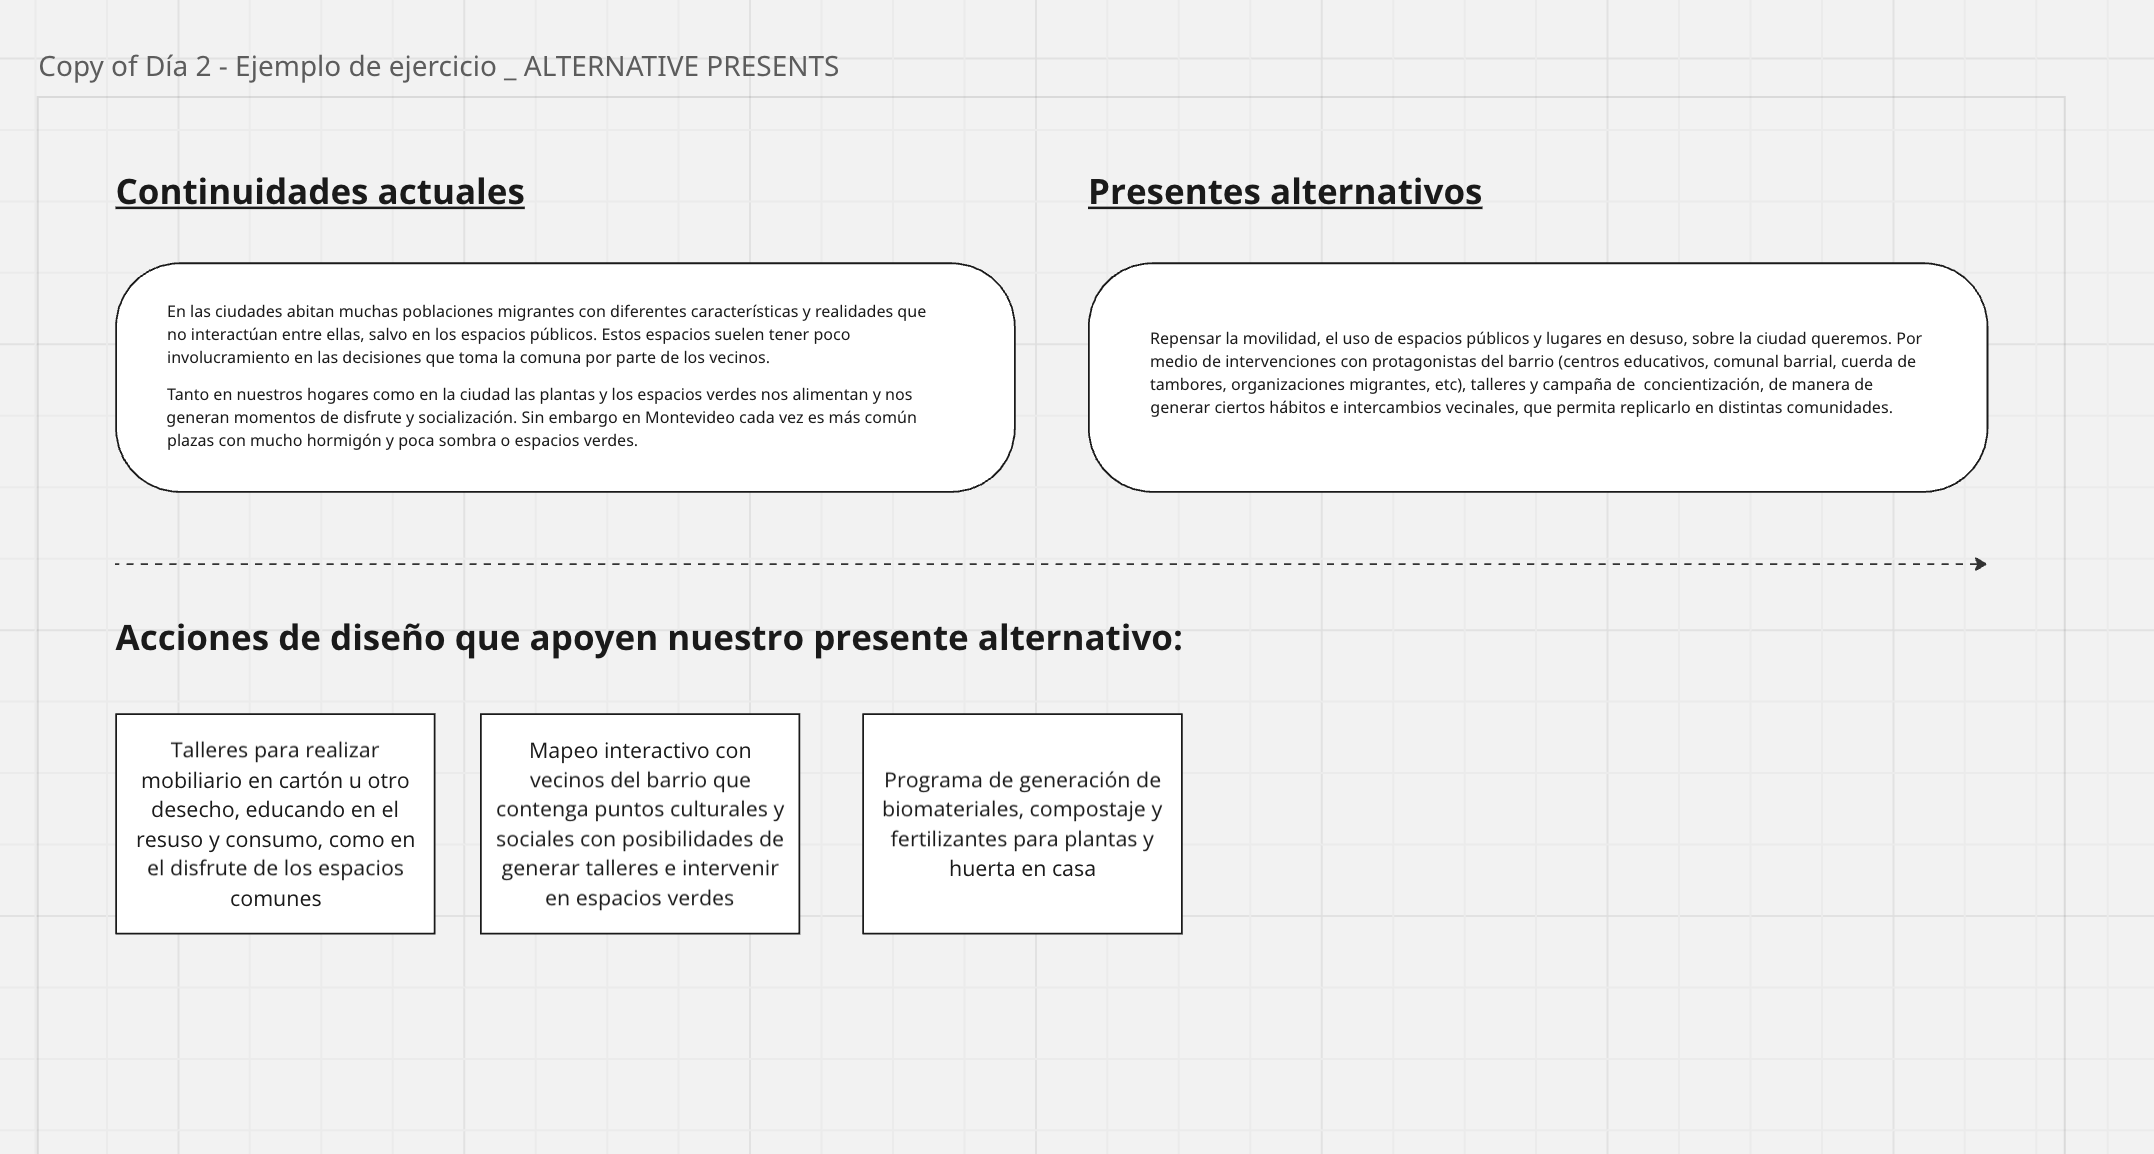 Copy of Día 2 - Ejemplo de ejercicio _ ALTERNATIVE PRESENTS
Continuidades actuales
En las ciudades abitan muchas poblaciones migrantes con diferentes características y realidades que
no interactúan entre ellas, salvo en los espacios públicos. Estos espacios suelen tener poco
involucramiento en las decisiones que toma la comuna por parte de los vecinos.
Tanto en nuestros hogares como en la ciudad las plantas y los espacios verdes nos alimentan y nos
generan momentos de disfrute y socialización. Sin embargo en Montevideo cada vez es más común
plazas con mucho hormigón y poca sombra o espacios verdes.
Presentes alternativos
Repensar la movilidad, el uso de espacios públicos y lugares en desuso, sobre la ciudad queremos. Por
medio de intervenciones con protagonistas del barrio (centros educativos, comunal barrial, cuerda de
tambores, organizaciones migrantes, etc), talleres y campaña de  concientización, de manera de
generar ciertos hábitos e intercambios vecinales, que permita replicarlo en distintas comunidades.
Acciones de diseño que apoyen nuestro presente alternativo:
Talleres para realizar
mobiliario en cartón u otro
desecho, educando en el
resuso y consumo, como en
el disfrute de los espacios
comunes
Mapeo interactivo con
vecinos del barrio que
contenga puntos culturales y
sociales con posibilidades de
generar talleres e intervenir
en espacios verdes
Programa de generación de
biomateriales, compostaje y
fertilizantes para plantas y
huerta en casa